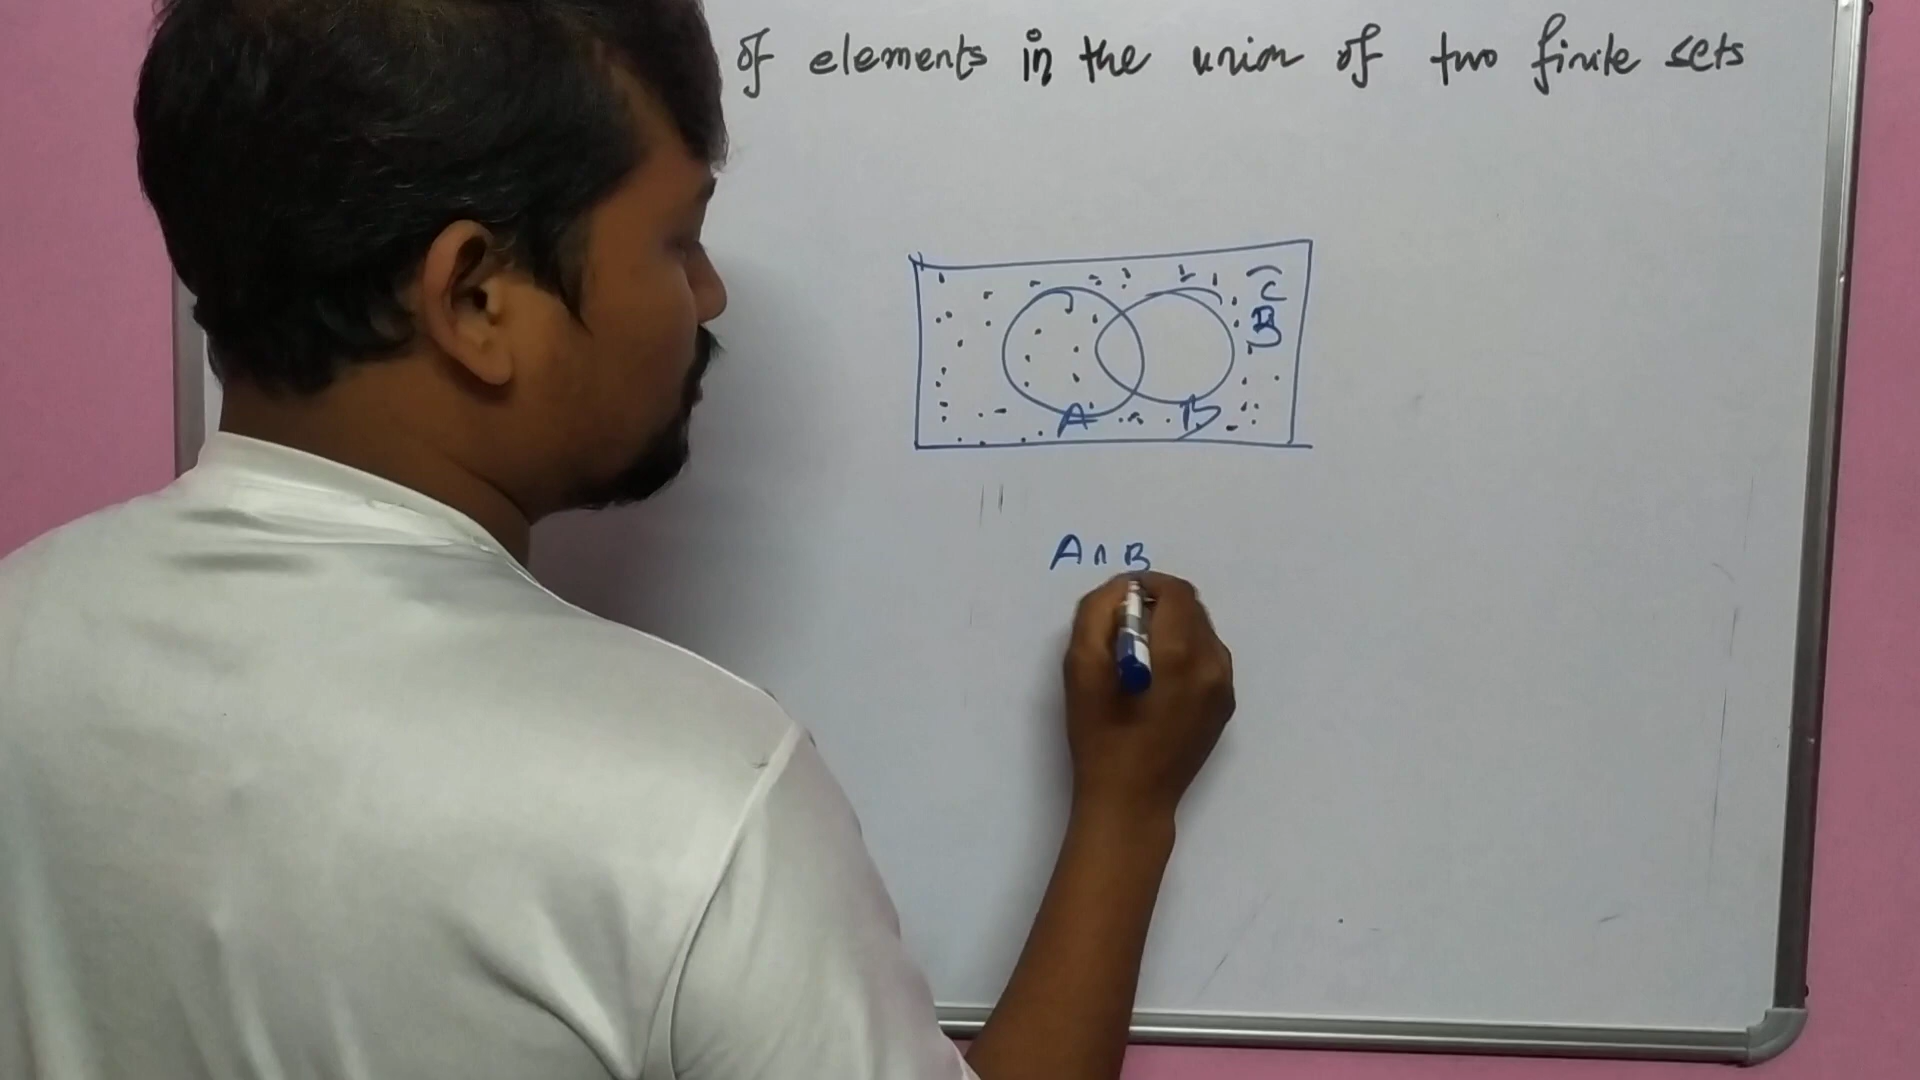 of elements in the union of two finite sets
C
B
A B
A ∩ B